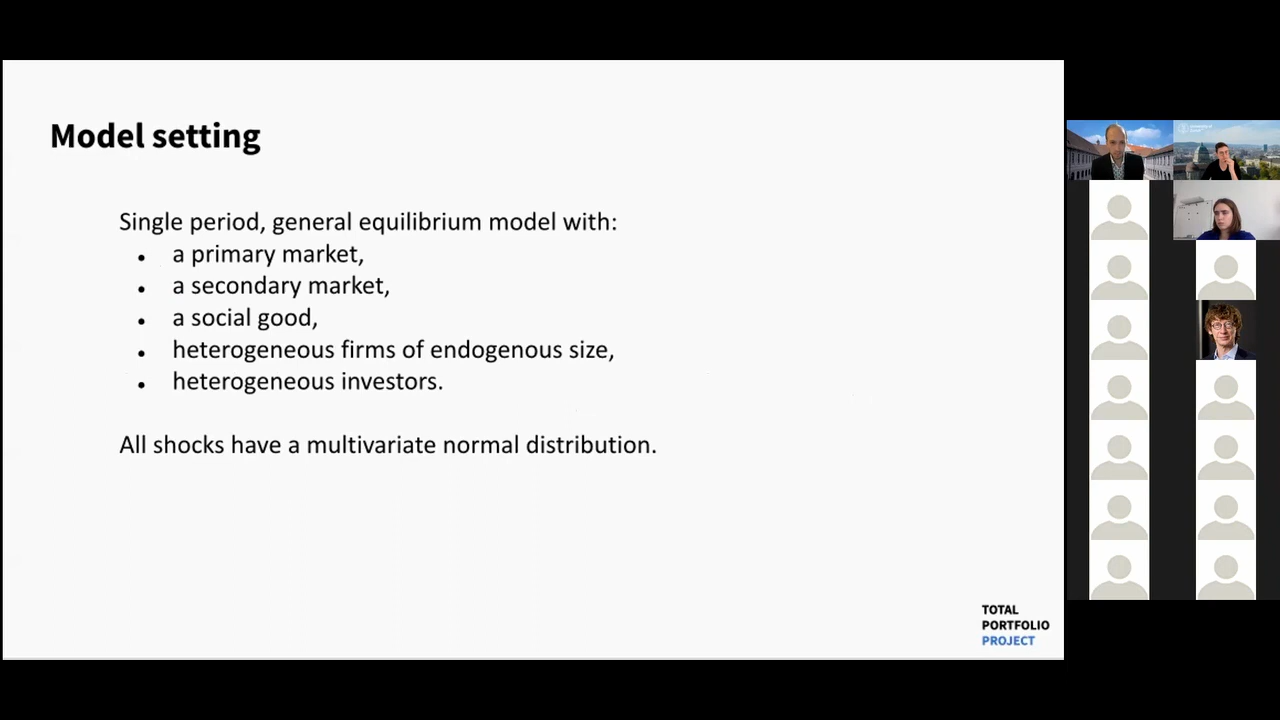 Model setting
Single period, general equilibrium model with:
• a primary market,
• a secondary market,
• a social good,
• heterogeneous firms of endogenous size,
• heterogeneous investors.
All shocks have a multivariate normal distribution.
TOTAL
PORTFOLIO
PROJECT